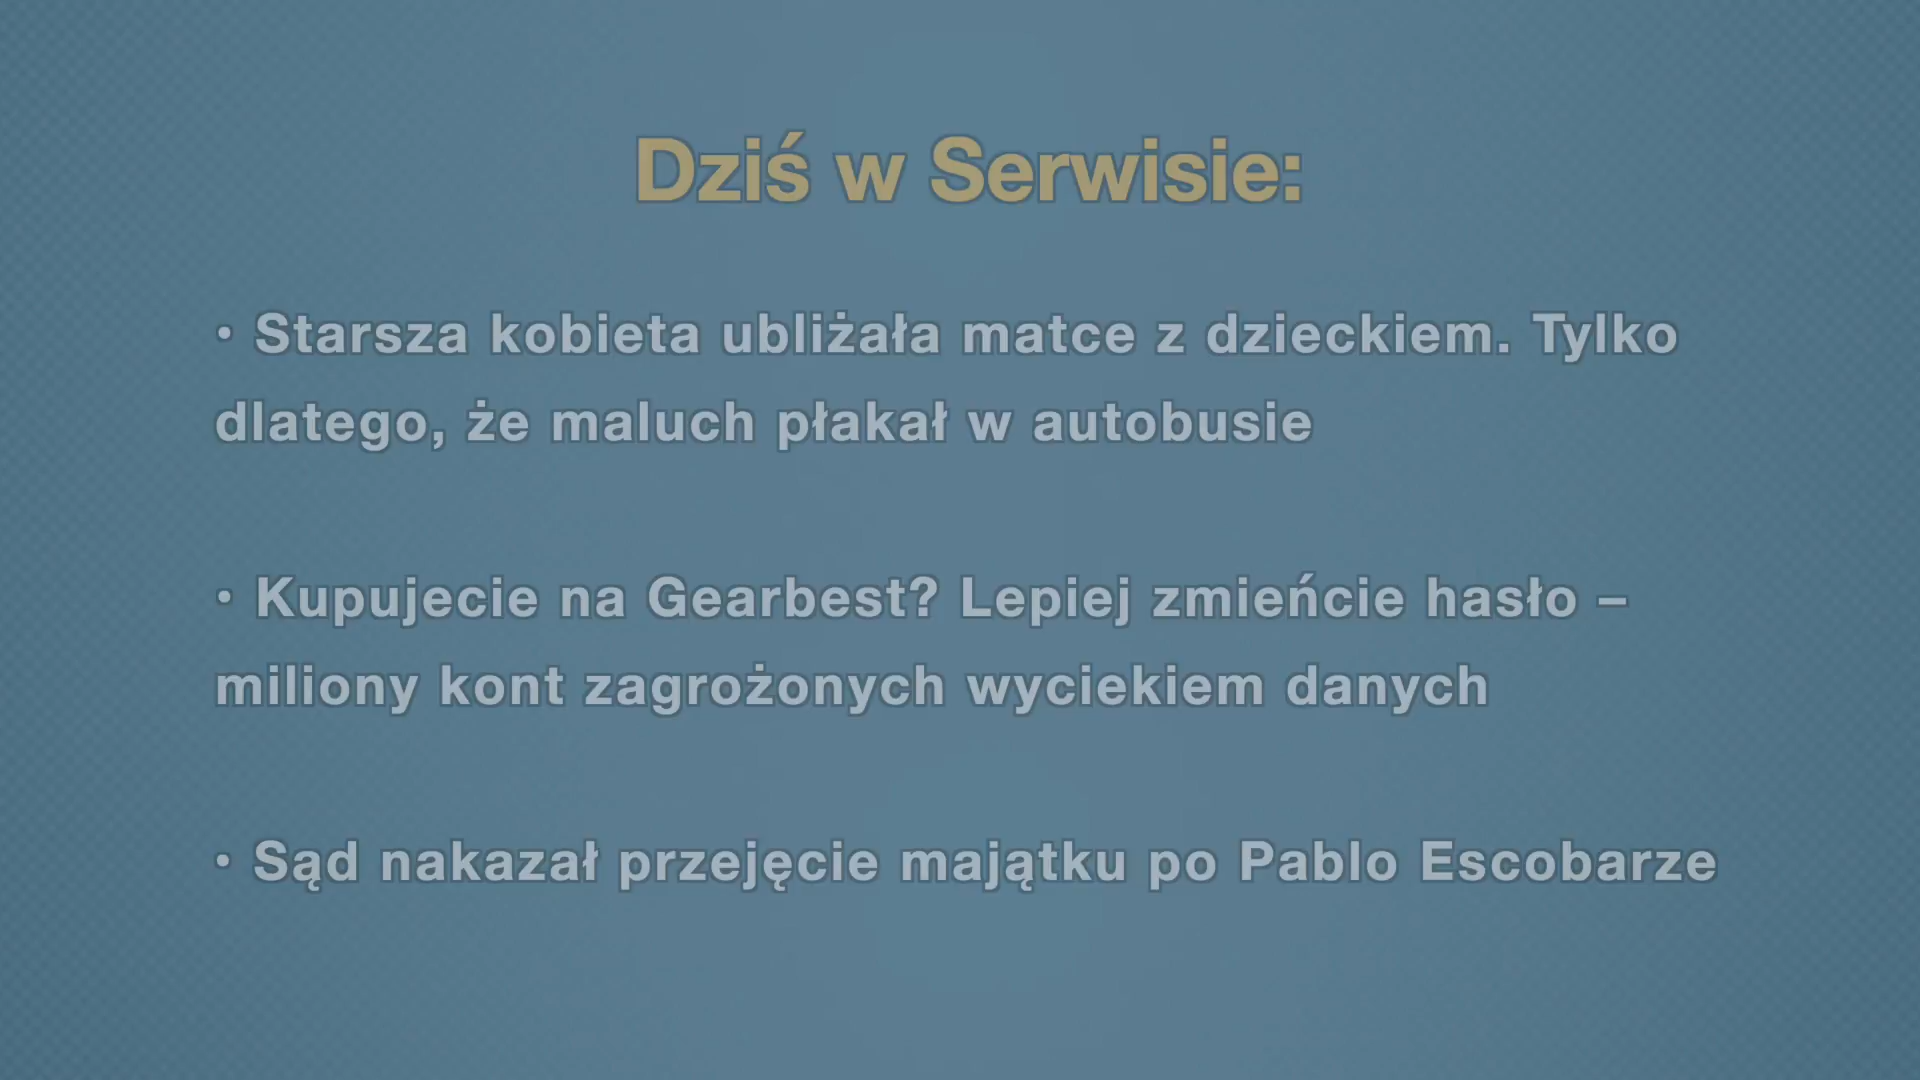 Dziś w Serwisie:
• Starsza kobieta ubliżała matce z dzieckiem. Tylko
dlatego, że maluch płakał w autobusie
• Kupujecie na Gearbest? Lepiej zmieńcie hasło –
miliony kont zagrożonych wyciekiem danych
• Sąd nakazał przejęcie majątku po Pablo Escobarze